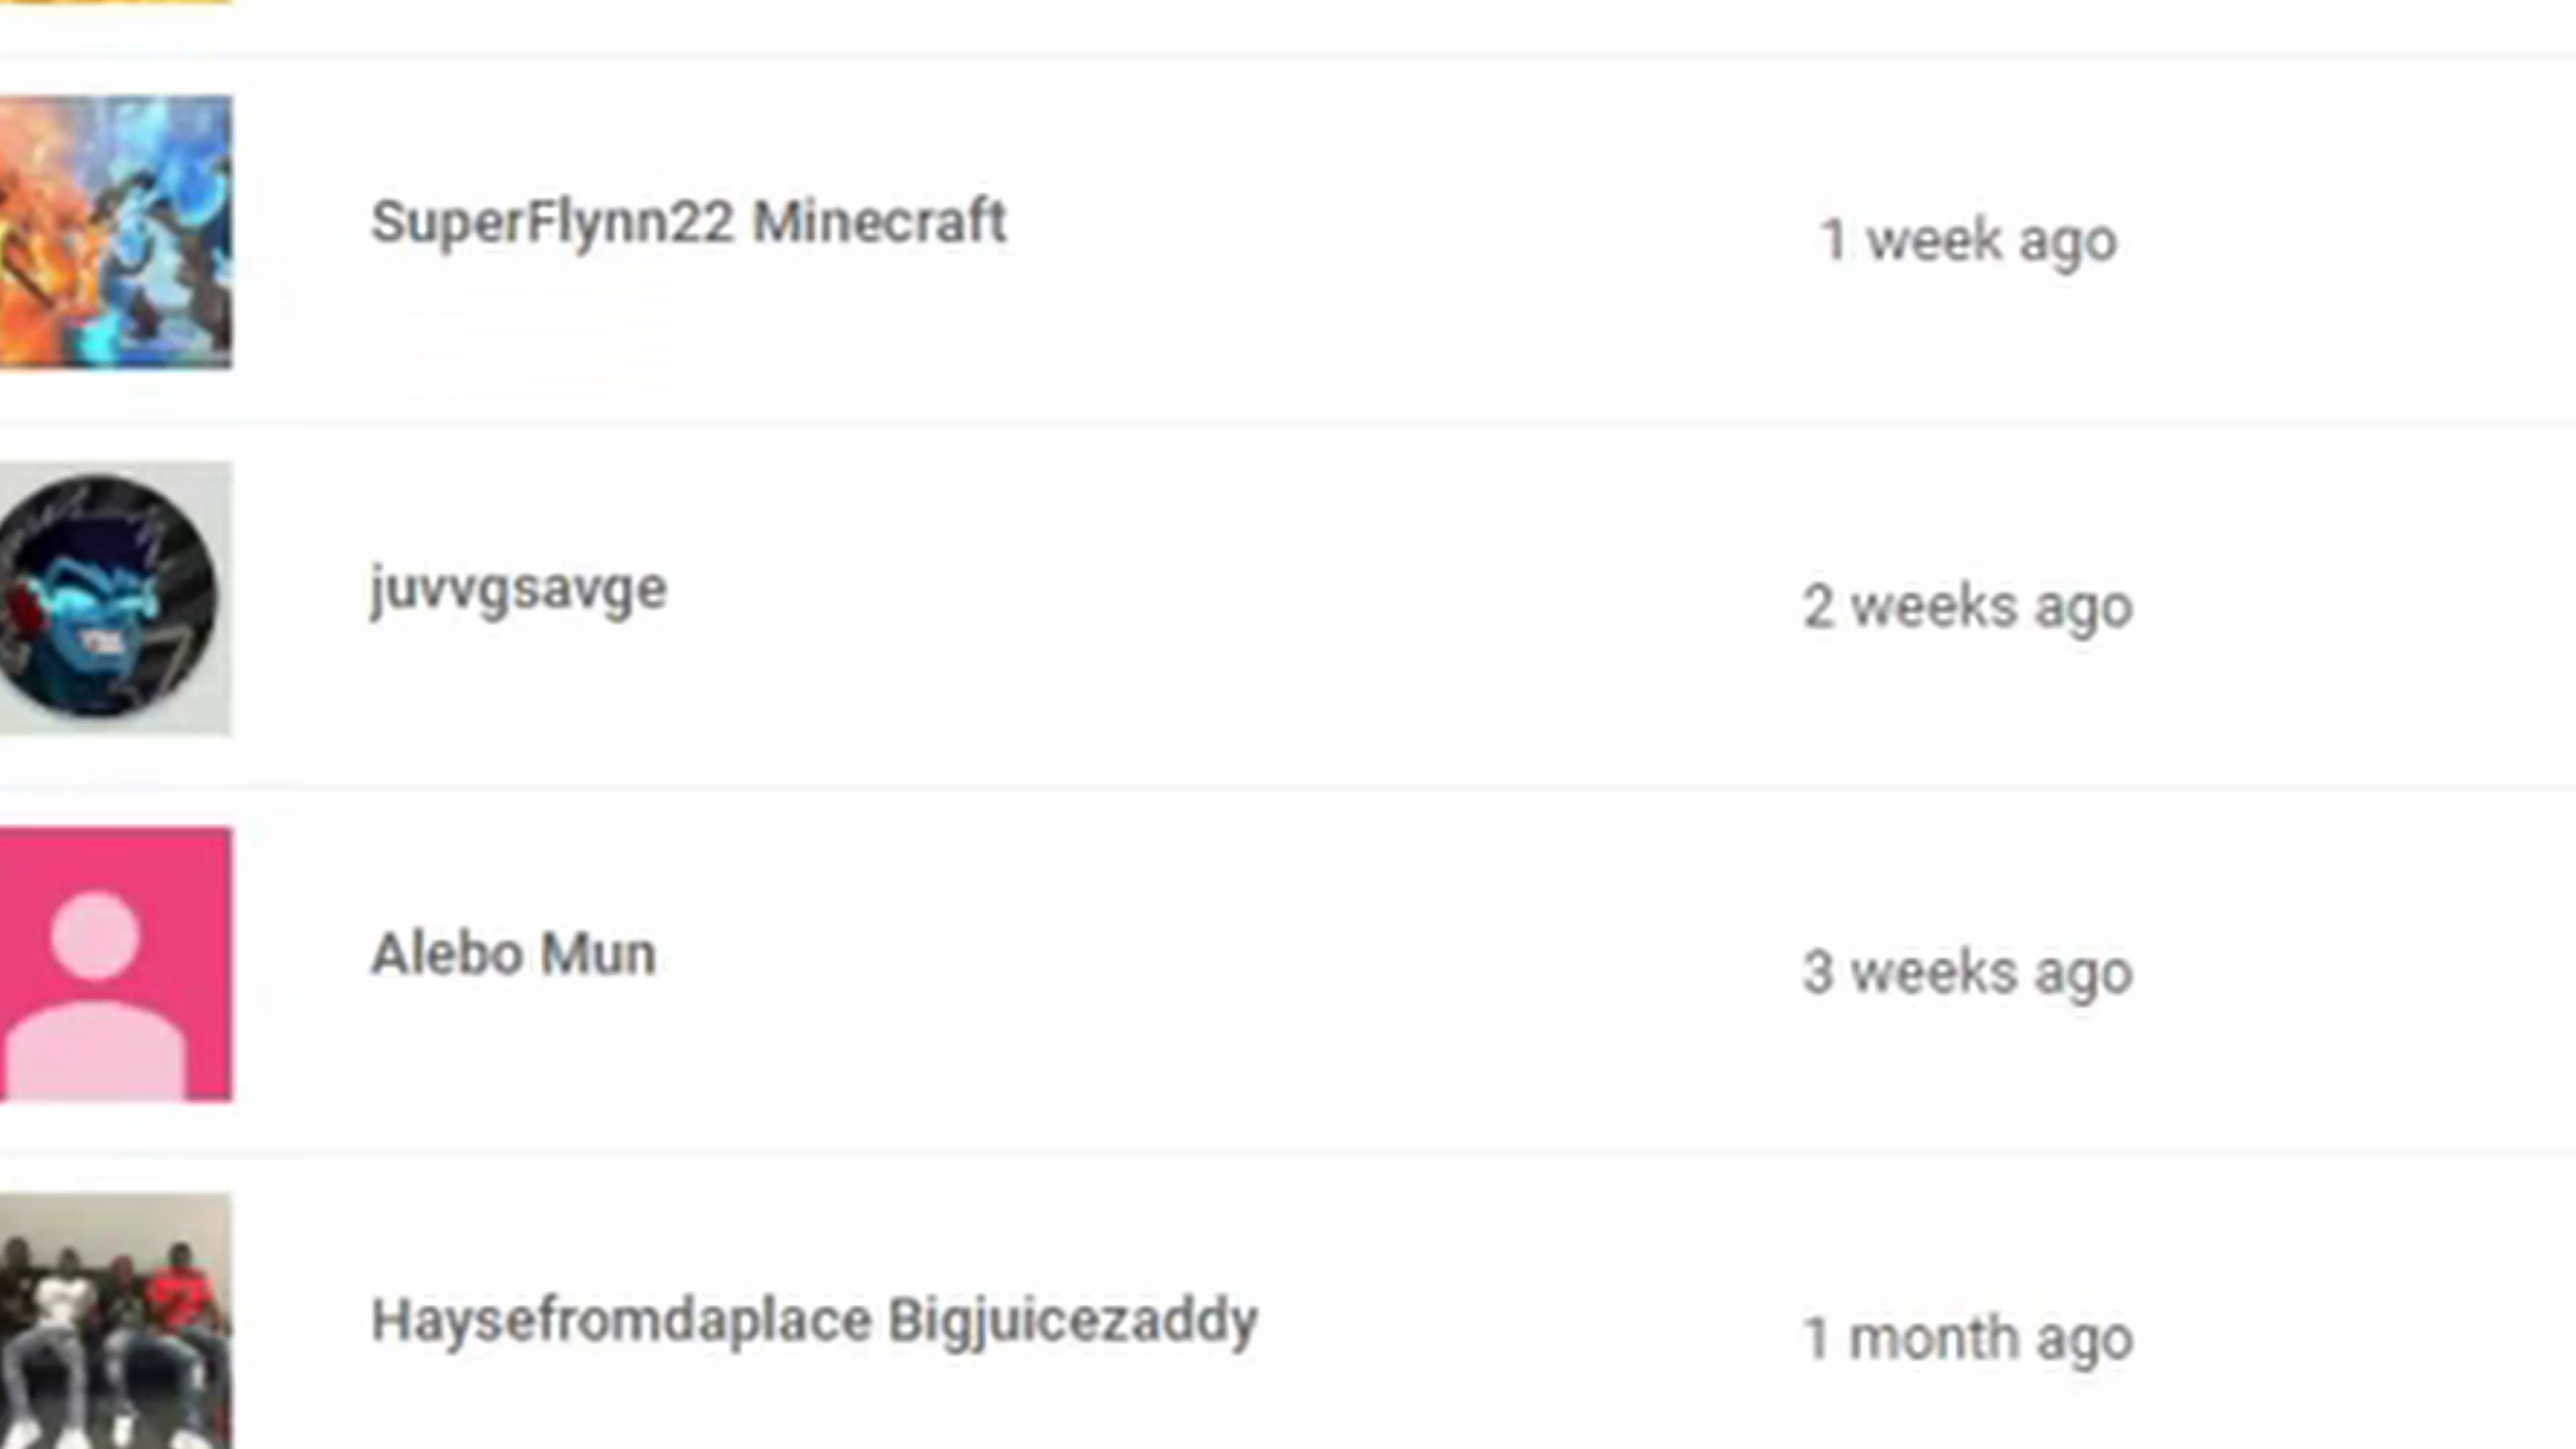 SuperFlynn22 Minecraft 1 week ago
juvvgsavge 2 weeks ago
Alebo Mun 3 weeks ago
Haysefromdaplace Bigjuicezaddy 1 month ago